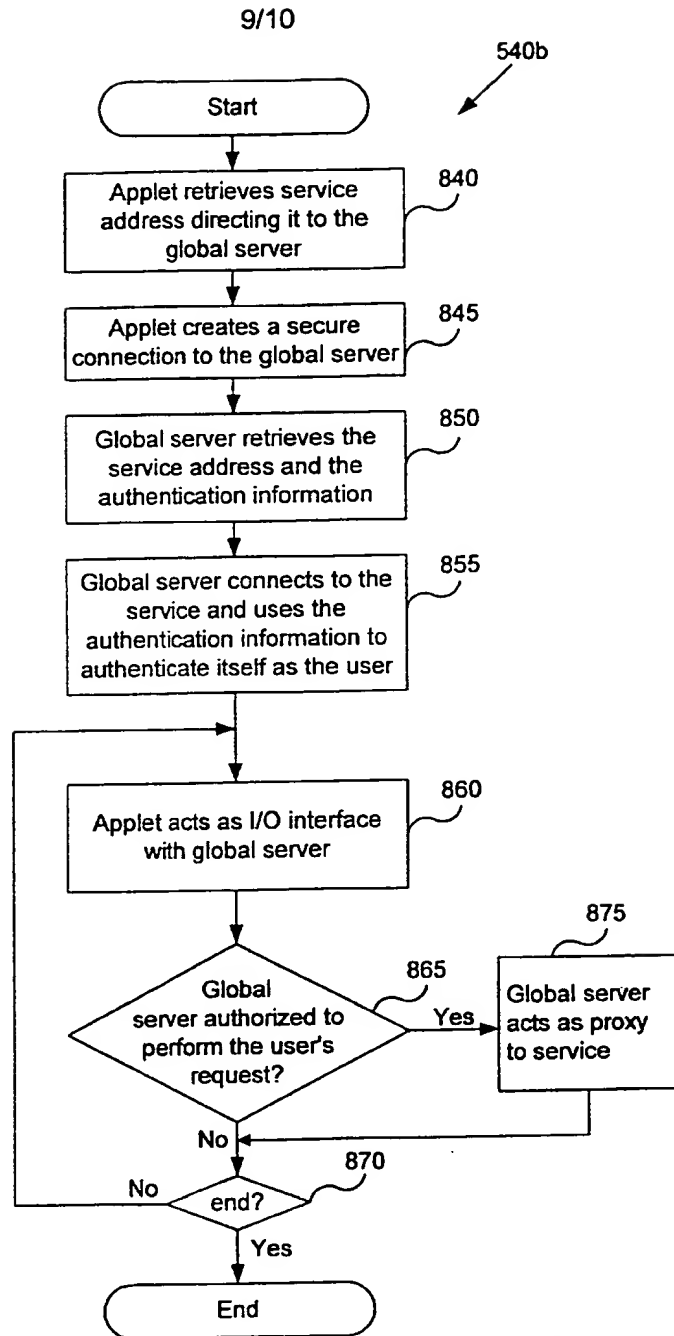 9/10
540b
Start
Applet retrieves service
address directing it to the
global server
840
Applet creates a secure
connection to the global server
845
Global server retrieves the
service address and the
authentication information
850
Global server connects to the
service and uses the
authentication information to
authenticate itself as the user
855
Applet acts as I/O interface
with global server
860
Global
server authorized to
perform the user's
request?
865
Yes
875
Global server
acts as proxy
to service
No
870
end?
No
Yes
End